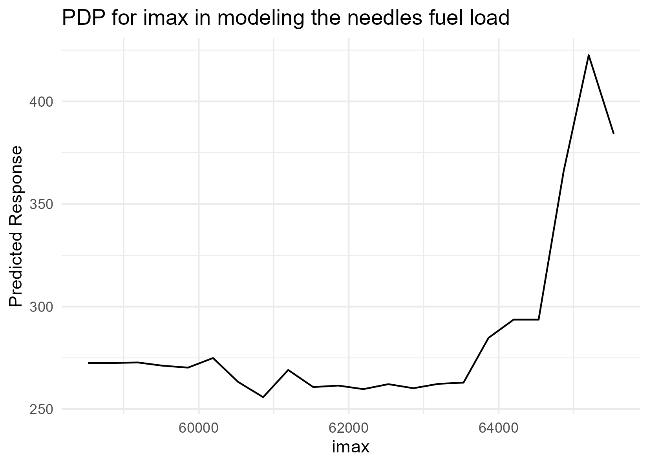 PDP for imax in modeling the needles fuel load
Predicted Response
400
350
300
250
60000 62000 64000
imax